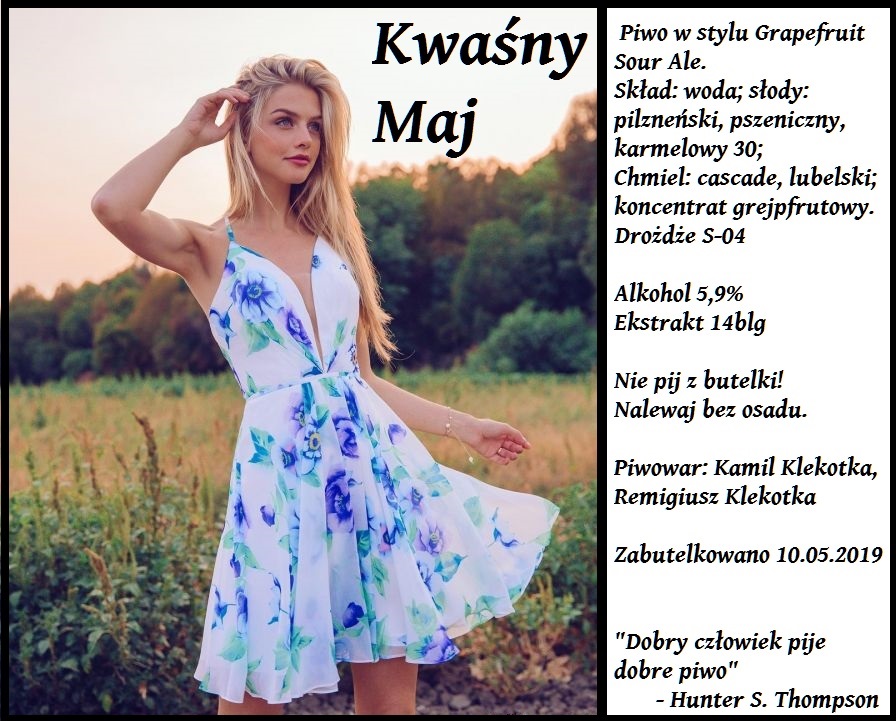 Kwaśny
Maj
Piwo w stylu Grapefruit
Sour Ale.
Skład: woda; słody:
pilzneński, pszeniczny,
karmelowy 30;
Chmiel: cascade, lubelski;
koncentrat grejpfrutowy.
Drożdże S-04
Alkohol 5,9%
Ekstrakt 14blg
Nie pij z butelki!
Nalewaj bez osadu.
Piwowar: Kamil Klekotka,
Remigiusz Klekotka
Zabutelkowano 10.05.2019
"Dobry człowiek pije
dobre piwo"
- Hunter S. Thompson